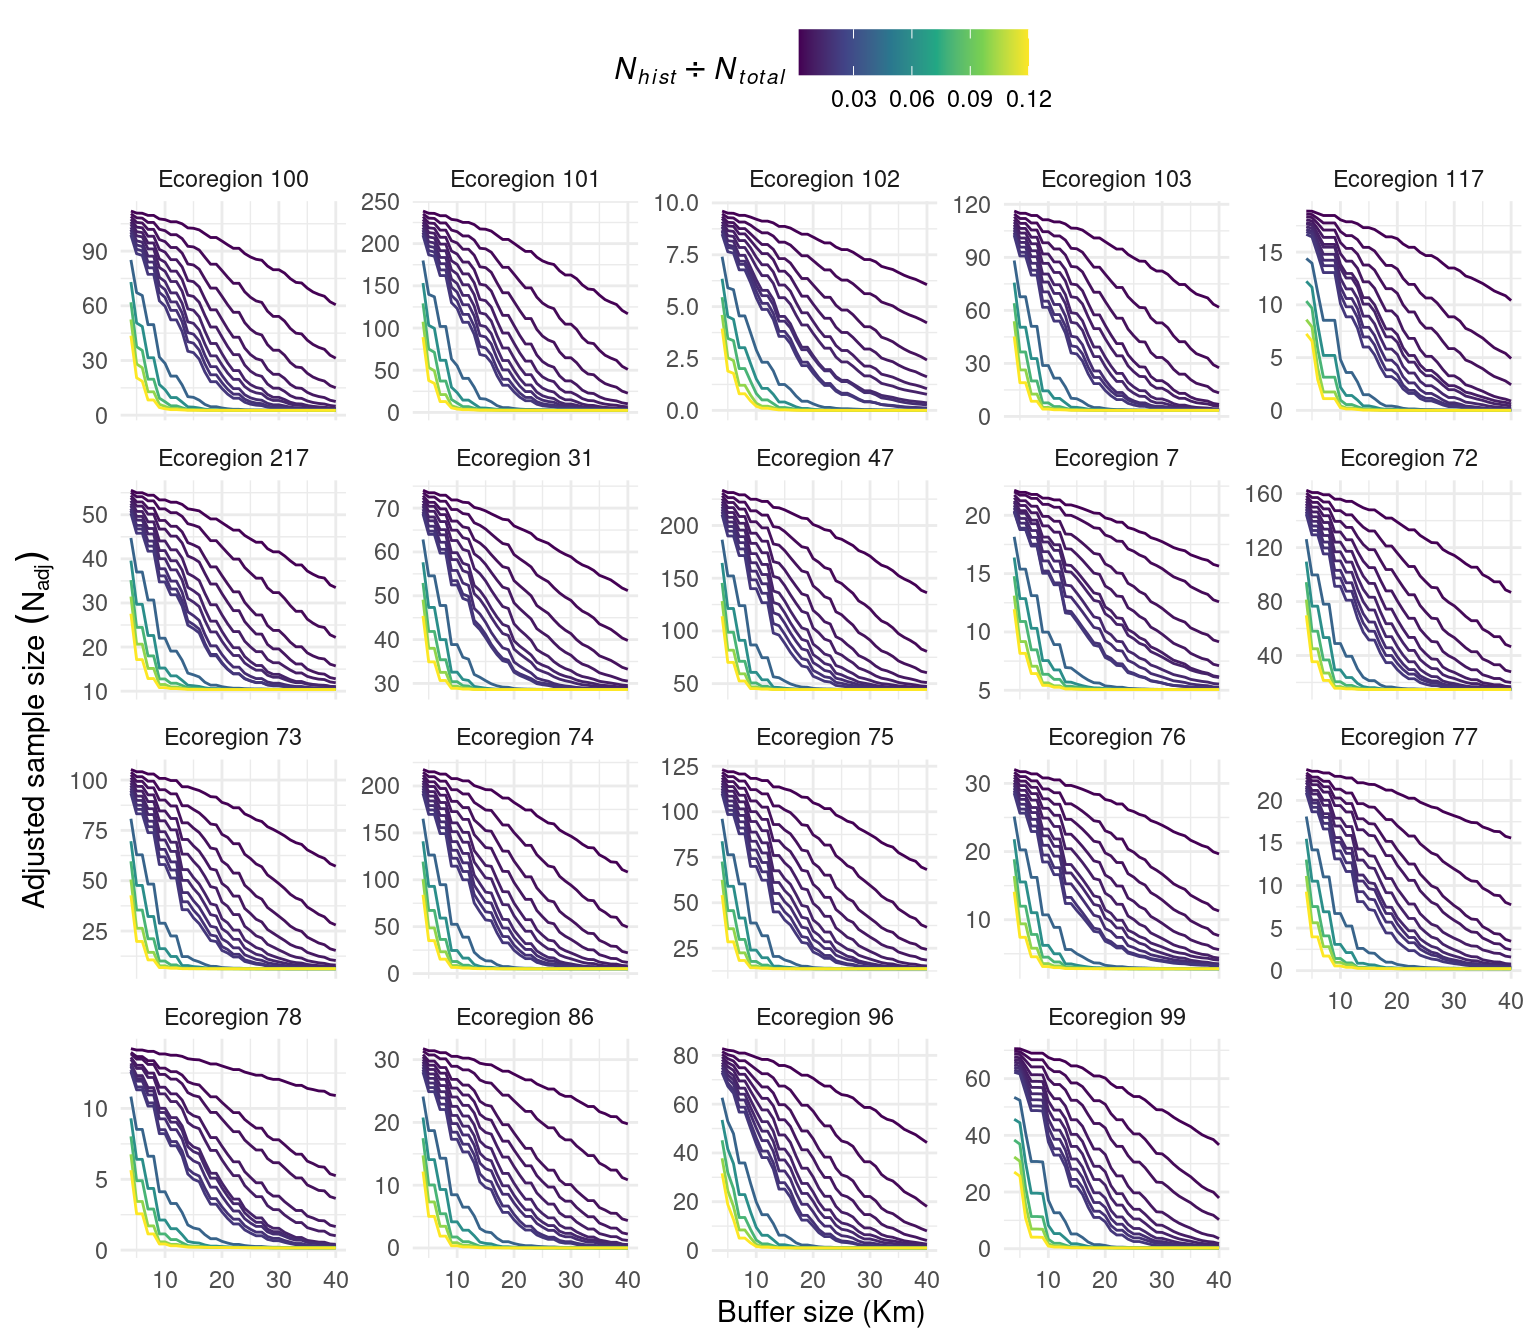 N_hist ÷ N_total
0.03 0.06 0.09 0.12
Ecoregion 100 Ecoregion 101 Ecoregion 102 Ecoregion 103 Ecoregion 117
90 60 30 0
250 200 150 100 50 0
10.0 7.5 5.0 2.5 0.0
120 90 60 30 0
15 10 5 0
Ecoregion 217 Ecoregion 31 Ecoregion 47 Ecoregion 7 Ecoregion 72
50 40 30 20 10
70 60 50 40 30
200 150 100 50
20 15 10 5
160 120 80 40
Adjusted sample size (N_adj)
Ecoregion 73 Ecoregion 74 Ecoregion 75 Ecoregion 76 Ecoregion 77
100 75 50 25
200 150 100 50 0
125 100 75 50 25
30 20 10
20 15 10 5 0
10 20 30 40
Ecoregion 78 Ecoregion 86 Ecoregion 96 Ecoregion 99
10 5 0
30 20 10 0
80 60 40 20 0
60 40 20 0
10 20 30 40 10 20 30 40 10 20 30 40 10 20 30 40
Buffer size (Km)